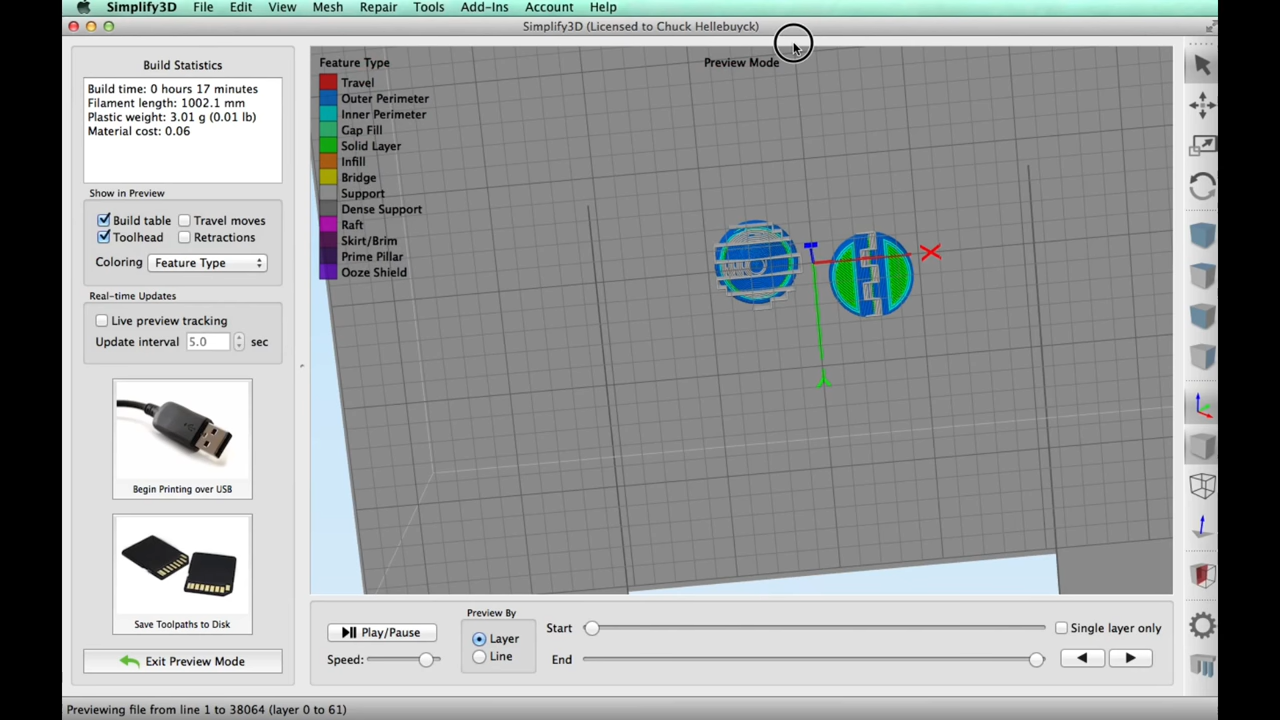 Simplify3D File Edit View Mesh Repair Tools Add-Ins Account Help
Simplify3D (Licensed to Chuck Hellebuyck)
Build Statistics
Build time: 0 hours 17 minutes
Filament length: 1002.1 mm
Plastic weight: 3.01 g (0.01 lb)
Material cost: 0.06
Show in Preview
Build table Travel moves
Toolhead Retractions
Coloring Feature Type
Real-time Updates
Live preview tracking
Update interval 5.0 sec
Begin Printing over USB
Save Toolpaths to Disk
Exit Preview Mode
Feature Type
Travel
Outer Perimeter
Inner Perimeter
Gap Fill
Solid Layer
Infill
Bridge
Support
Dense Support
Raft
Skirt/Brim
Prime Pillar
Ooze Shield
Preview Mode
Play/Pause
Speed:
Preview By
Layer
Line
Start
End
Single layer only
Previewing file from line 1 to 38064 (layer 0 to 61)